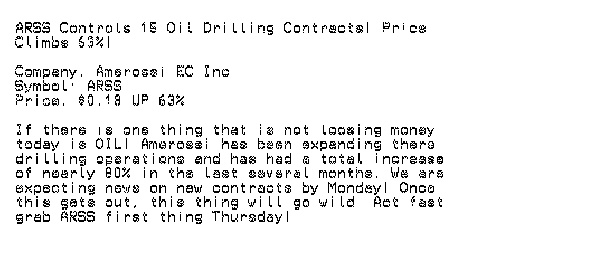 ARSS Controls 15 Oil Drilling Contracts! Price
Climbs 63%!
Company: Amerossi EC Inc
Symbol: ARSS
Price: $0.18 UP 63%
If there is one thing that is not loosing money
today is OIL! Amerossi has been expanding there
drilling operations and has had a total increase
of nearly 80% in the last several months. We are
expecting news on new contracts by Monday! Once
this gets out, this thing will go wild. Act fast
grab ARSS first thing Thursday!